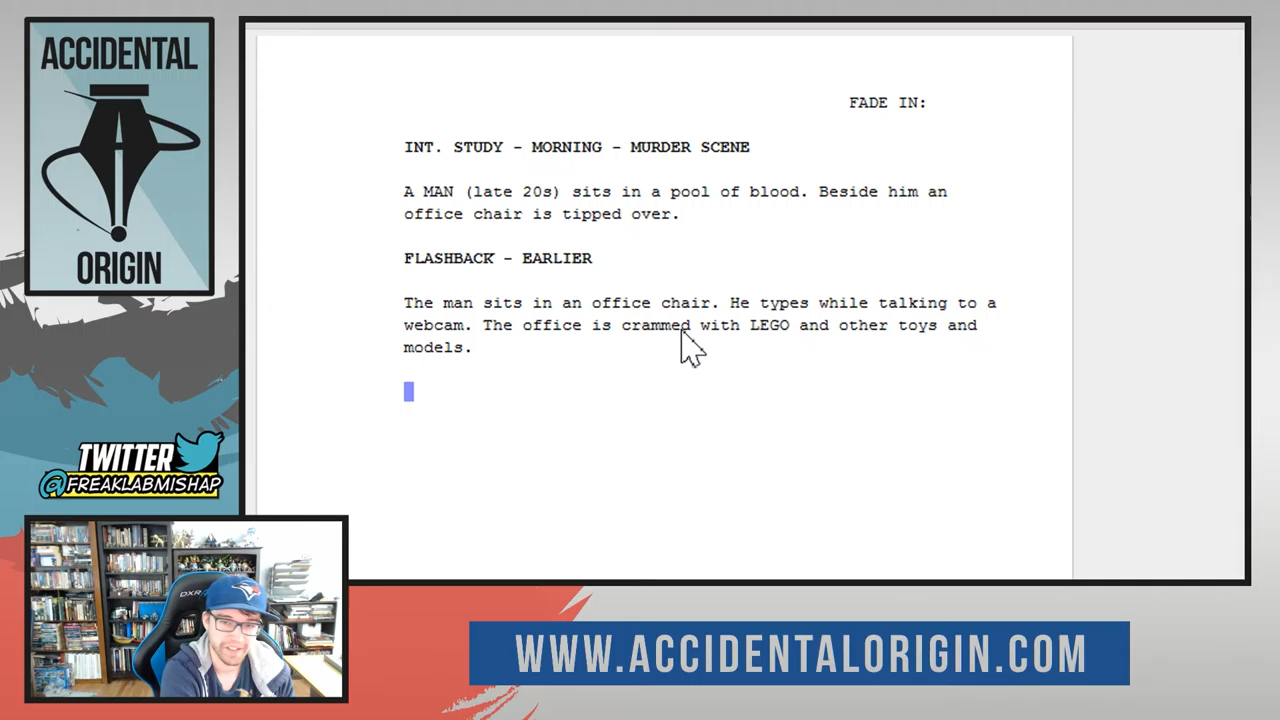 ACCIDENTAL
ORIGIN
FADE IN:
INT. STUDY - MORNING - MURDER SCENE
A MAN (late 20s) sits in a pool of blood. Beside him an
office chair is tipped over.
FLASHBACK - EARLIER
The man sits in an office chair. He types while talking to a
webcam. The office is crammed with LEGO and other toys and
models.
TWITTER
@FREAKLABMISHAP
DXR
WWW.ACCIDENTALORIGIN.COM